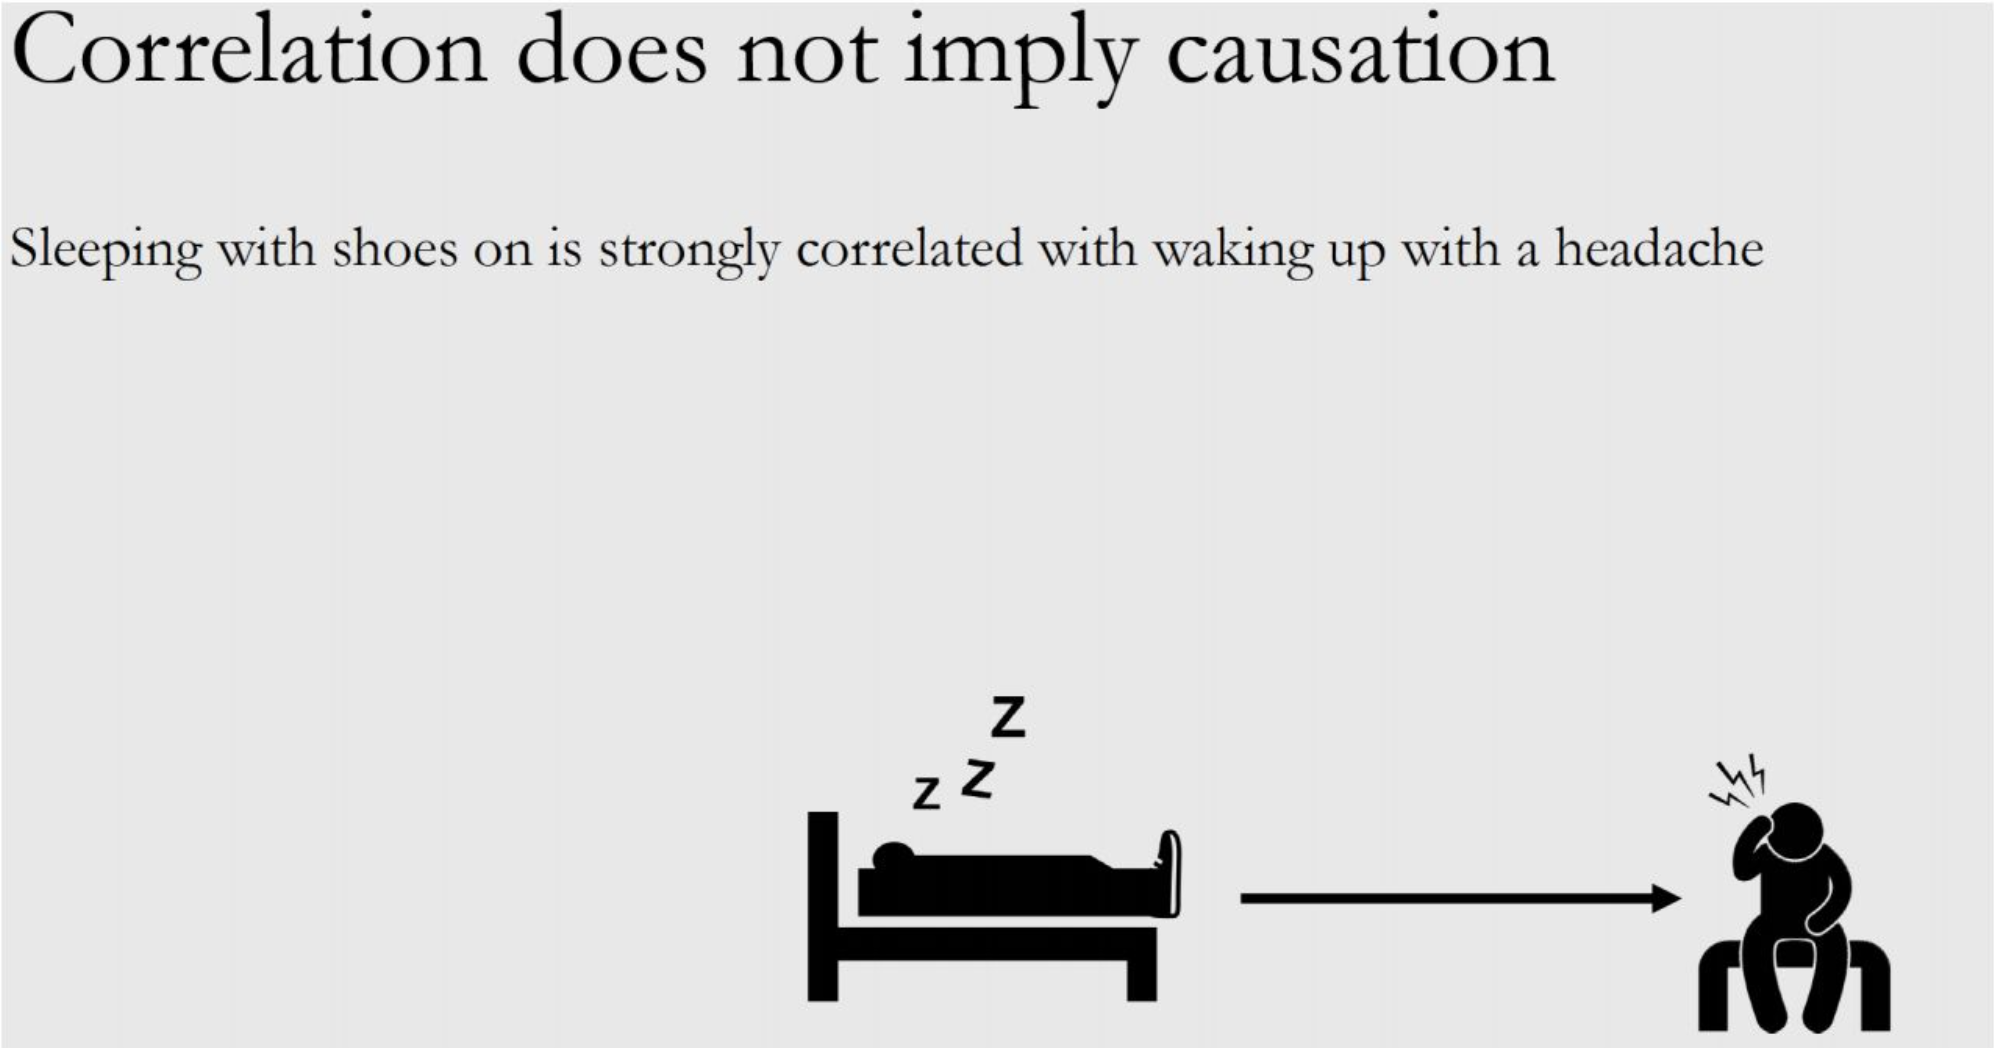 Correlation does not imply causation
Sleeping with shoes on is strongly correlated with waking up with a headache
Z
Z
Z